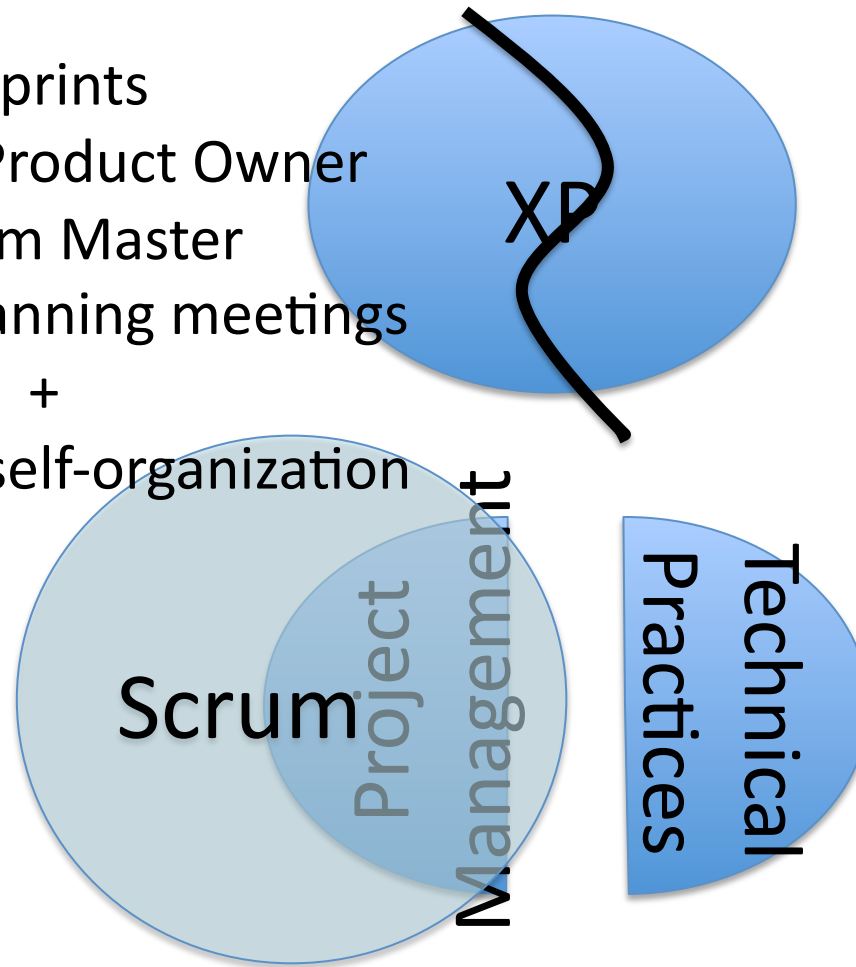 prints
Product Owner
m Master
anning meetings
+
self-organization
XP
Scrum
Project
Management
Technical
Practices